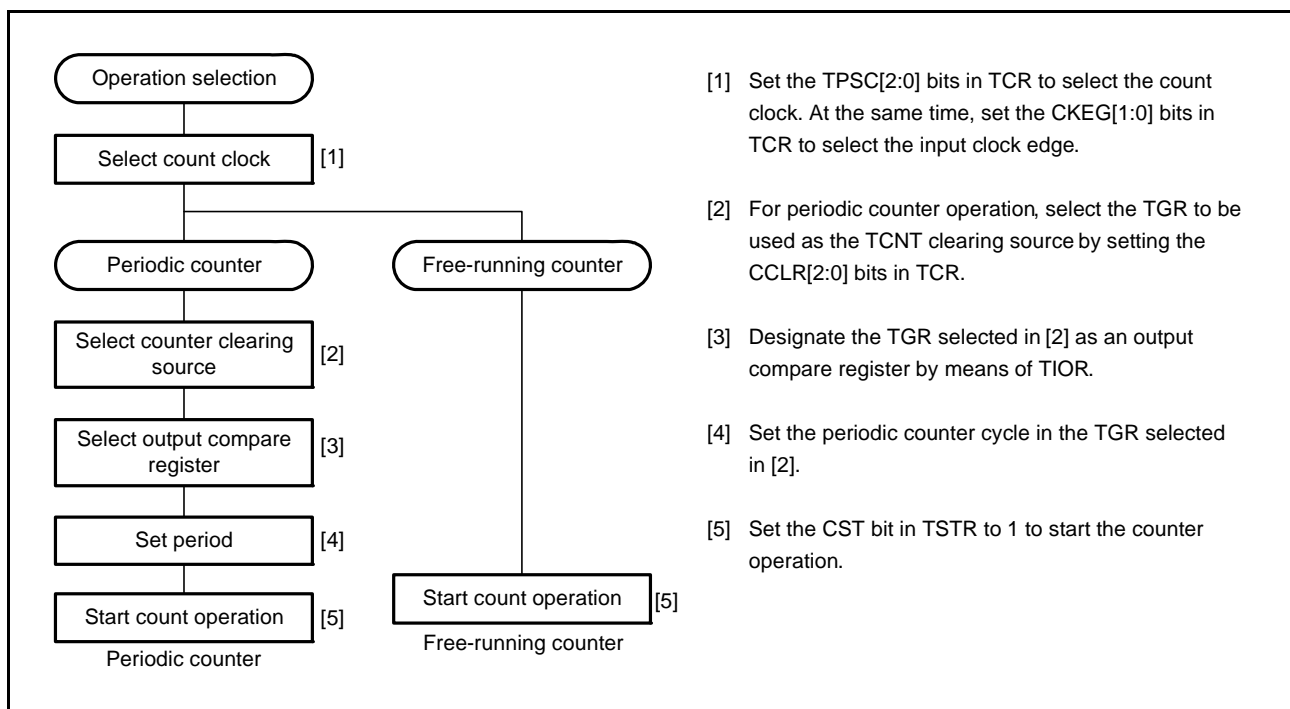 Operation selection
Select count clock
[1]
Periodic counter
Free-running counter
Select counter clearing
source
[2]
Select output compare
register
[3]
Set period
[4]
Start count operation
[5]
Periodic counter
Start count operation
[5]
Free-running counter
[1] Set the TPSC[2:0] bits in TCR to select the count
clock. At the same time, set the CKEG[1:0] bits in
TCR to select the input clock edge.
[2] For periodic counter operation, select the TGR to be
used as the TCNT clearing source by setting the
CCLR[2:0] bits in TCR.
[3] Designate the TGR selected in [2] as an output
compare register by means of TIOR.
[4] Set the periodic counter cycle in the TGR selected
in [2].
[5] Set the CST bit in TSTR to 1 to start the counter
operation.